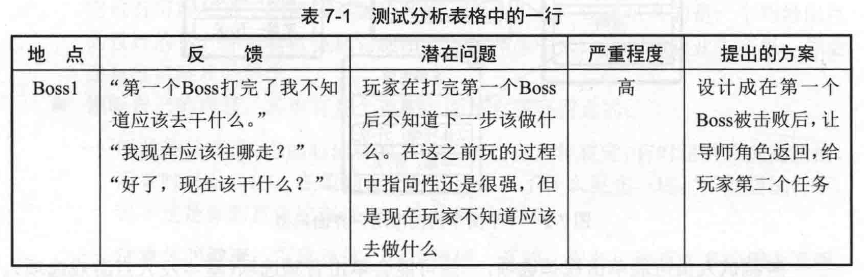 表 7-1 测试分析表格中的一行
地 点 反 馈 潜在问题 严重程度 提出的方案
Boss1 “第一个Boss打完了我不知 玩家在打完第一个Boss 高 设计成在第一个
道应该去干什么。” 后不知道下一步该做什 Boss被击败后，让
“我现在应该往哪走？” 么。在这之前玩的过程 导师角色返回，给
“好了，现在该干什么？” 中指向性还是很强，但 玩家第二个任务
是现在玩家不知道应该
去做什么